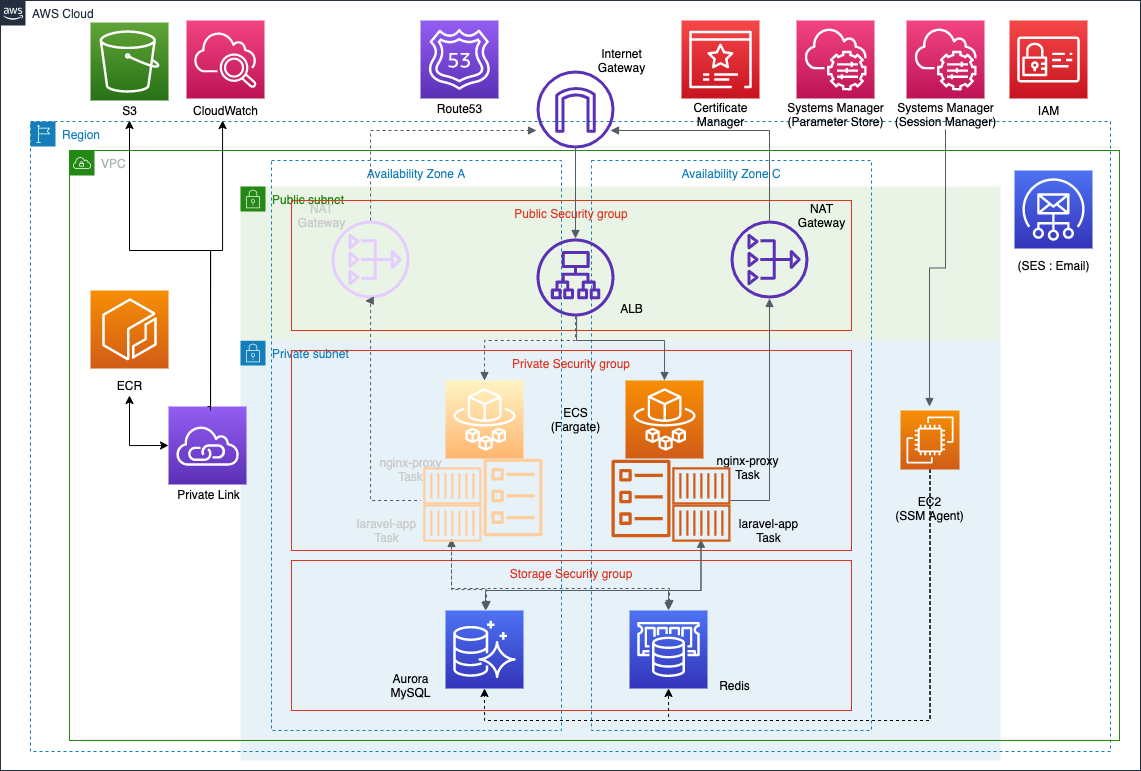 aws
AWS Cloud
S3
CloudWatch
Route53
53
Internet
Gateway
Certificate
Manager
Systems Manager
(Parameter Store)
Systems Manager
(Session Manager)
IAM
Region
VPC
Availability Zone A
Availability Zone C
Public subnet
NAT
Gateway
Public Security group
NAT
Gateway
ALB
(SES : Email)
ECR
Private subnet
Private Security group
ECS
(Fargate)
nginx-proxy
Task
nginx-proxy
Task
laravel-app
Task
laravel-app
Task
Private Link
EC2
(SSM Agent)
Storage Security group
Aurora
MySQL
Redis